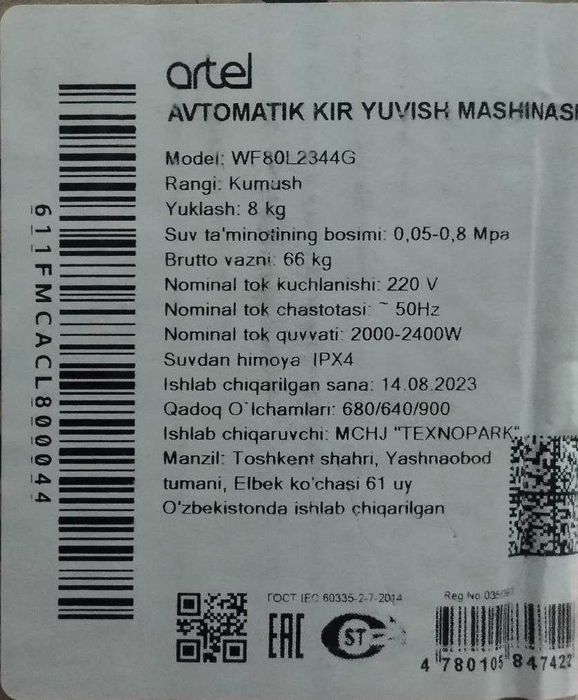 artel
AVTOMATIK KIR YUVISH MASHINASI
Model: WF80L2344G
Rangi: Kumush
Yuklash: 8 kg
Suv ta'minotining bosimi: 0,05-0,8 Mpa
Brutto vazni: 66 kg
Nominal tok kuchlanishi: 220 V
Nominal tok chastotasi: ~ 50Hz
Nominal tok quvvati: 2000-2400W
Suvdan himoya IPX4
Ishlab chiqarilgan sana: 14.08.2023
Qadoq O`lchamlari: 680/640/900
Ishlab chiqaruvchi: MCHJ "TEXNOPARK"
Manzil: Toshkent shahri, Yashnaobod
tumani, Elbek ko'chasi 61 uy
O'zbekistonda ishlab chiqarilgan
611FMCACL800044
ГОСТ IEC 60335-2-7-2014
Reg No
EAC
ST
4 780105 847422